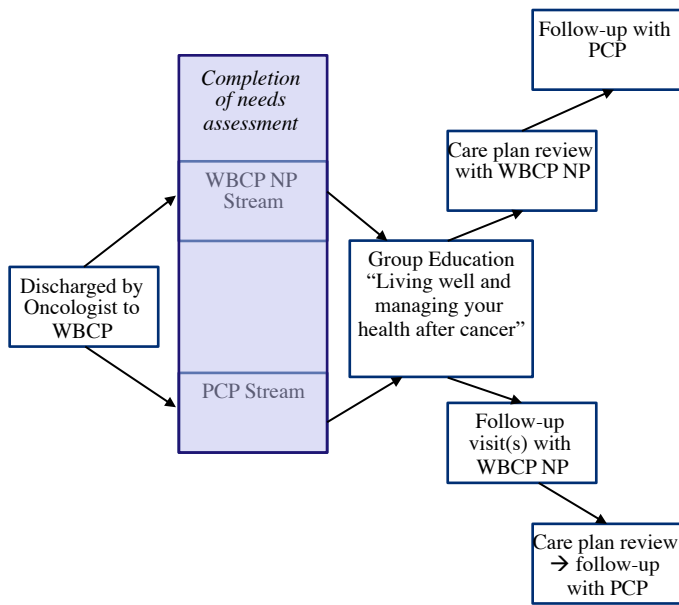 Follow-up with
PCP
Completion
of needs
assessment
Care plan review
with WBCP NP
WBCP NP
Stream
Group Education
“Living well and
managing your
health after cancer”
Discharged by
Oncologist to
WBCP
PCP Stream
Follow-up
visit(s) with
WBCP NP
Care plan review
→ follow-up
with PCP